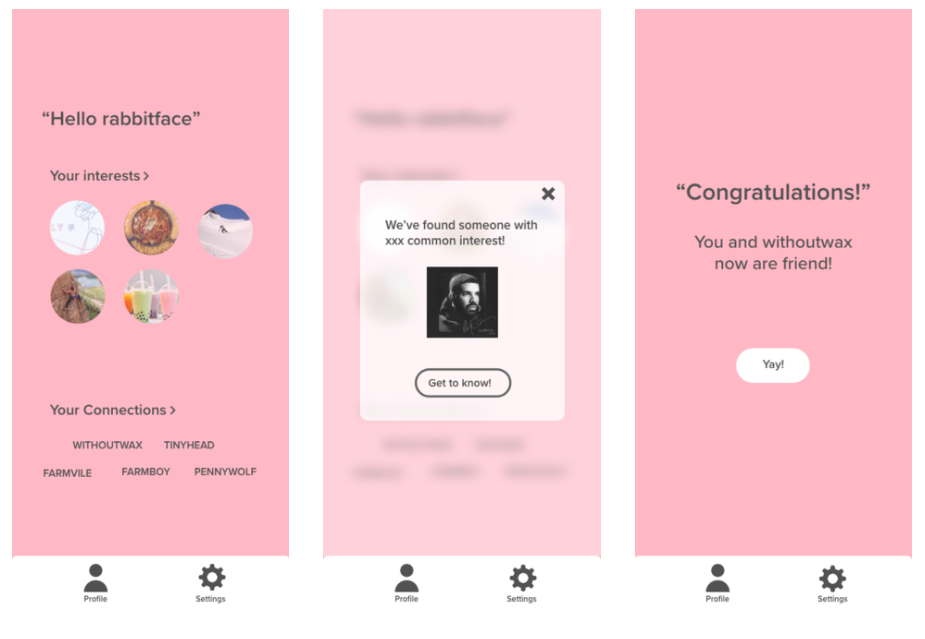 “Hello rabbitface”
Your interests >
Your Connections >
WITHOUTWAX TINYHEAD
FARMVILE FARMBOY PENNYWOLF
Profile Settings
We've found someone with
xxx common interest!
Get to know!
Profile Settings
“Congratulations!”
You and withoutwax
now are friend!
Yay!
Profile Settings